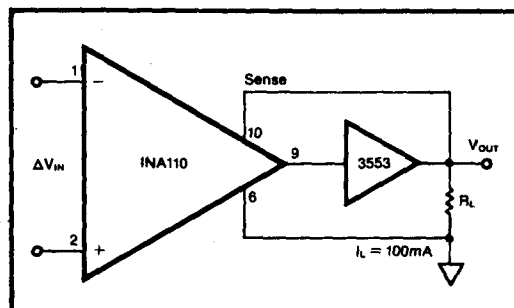 Sense
1
−
10
INA110
9
3553
V_OUT
ΔV_IN
6
R_L
2
+
I_L = 100mA